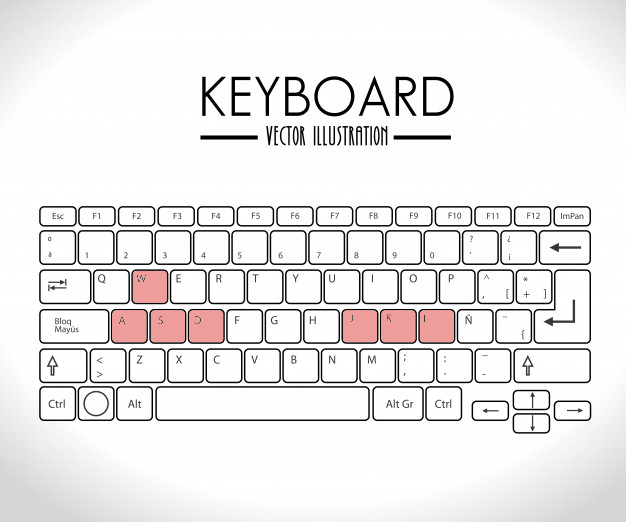 KEYBOARD
VECTOR ILLUSTRATION
Esc F1 F2 F3 F4 F5 F6 F7 F8 F9 F10 F11 F12 ImPan
º ª 1 2 3 4 5 6 7 8 9 0 ? ' ¿ ¡
Q W E R T Y U I O P ^ ` [ * + ]
Bloq Mayús A S D F G H J K I Ñ ¨ {
< > Z X C V B N M ; , : . _ -
Ctrl Alt Alt Gr Ctrl